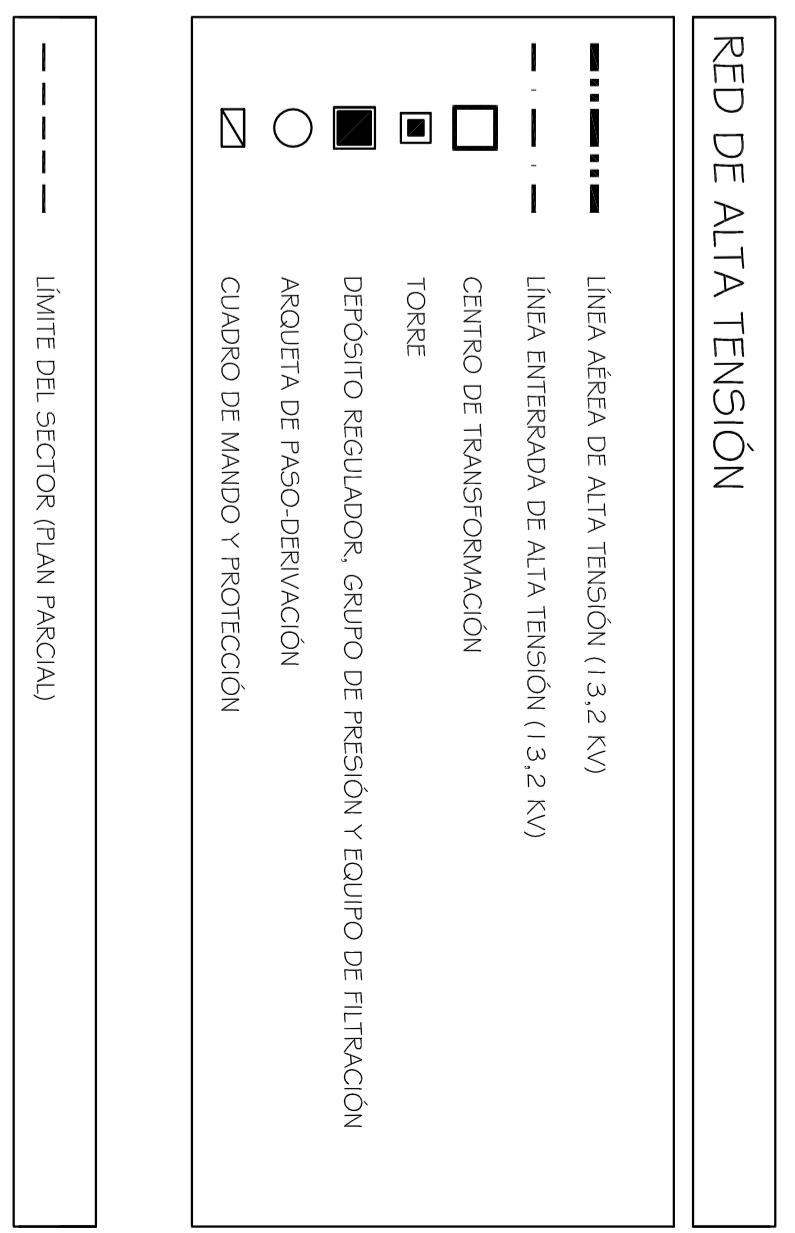 RED DE ALTA TENSIÓN
LÍNEA AÉREA DE ALTA TENSIÓN (13,2 KV)
LÍNEA ENTERRADA DE ALTA TENSIÓN (13,2 KV)
CENTRO DE TRANSFORMACIÓN
TORRE
DEPÓSITO REGULADOR, GRUPO DE PRESIÓN Y EQUIPO DE FILTRACIÓN
ARQUETA DE PASO-DERIVACIÓN
CUADRO DE MANDO Y PROTECCIÓN
LÍMITE DEL SECTOR (PLAN PARCIAL)